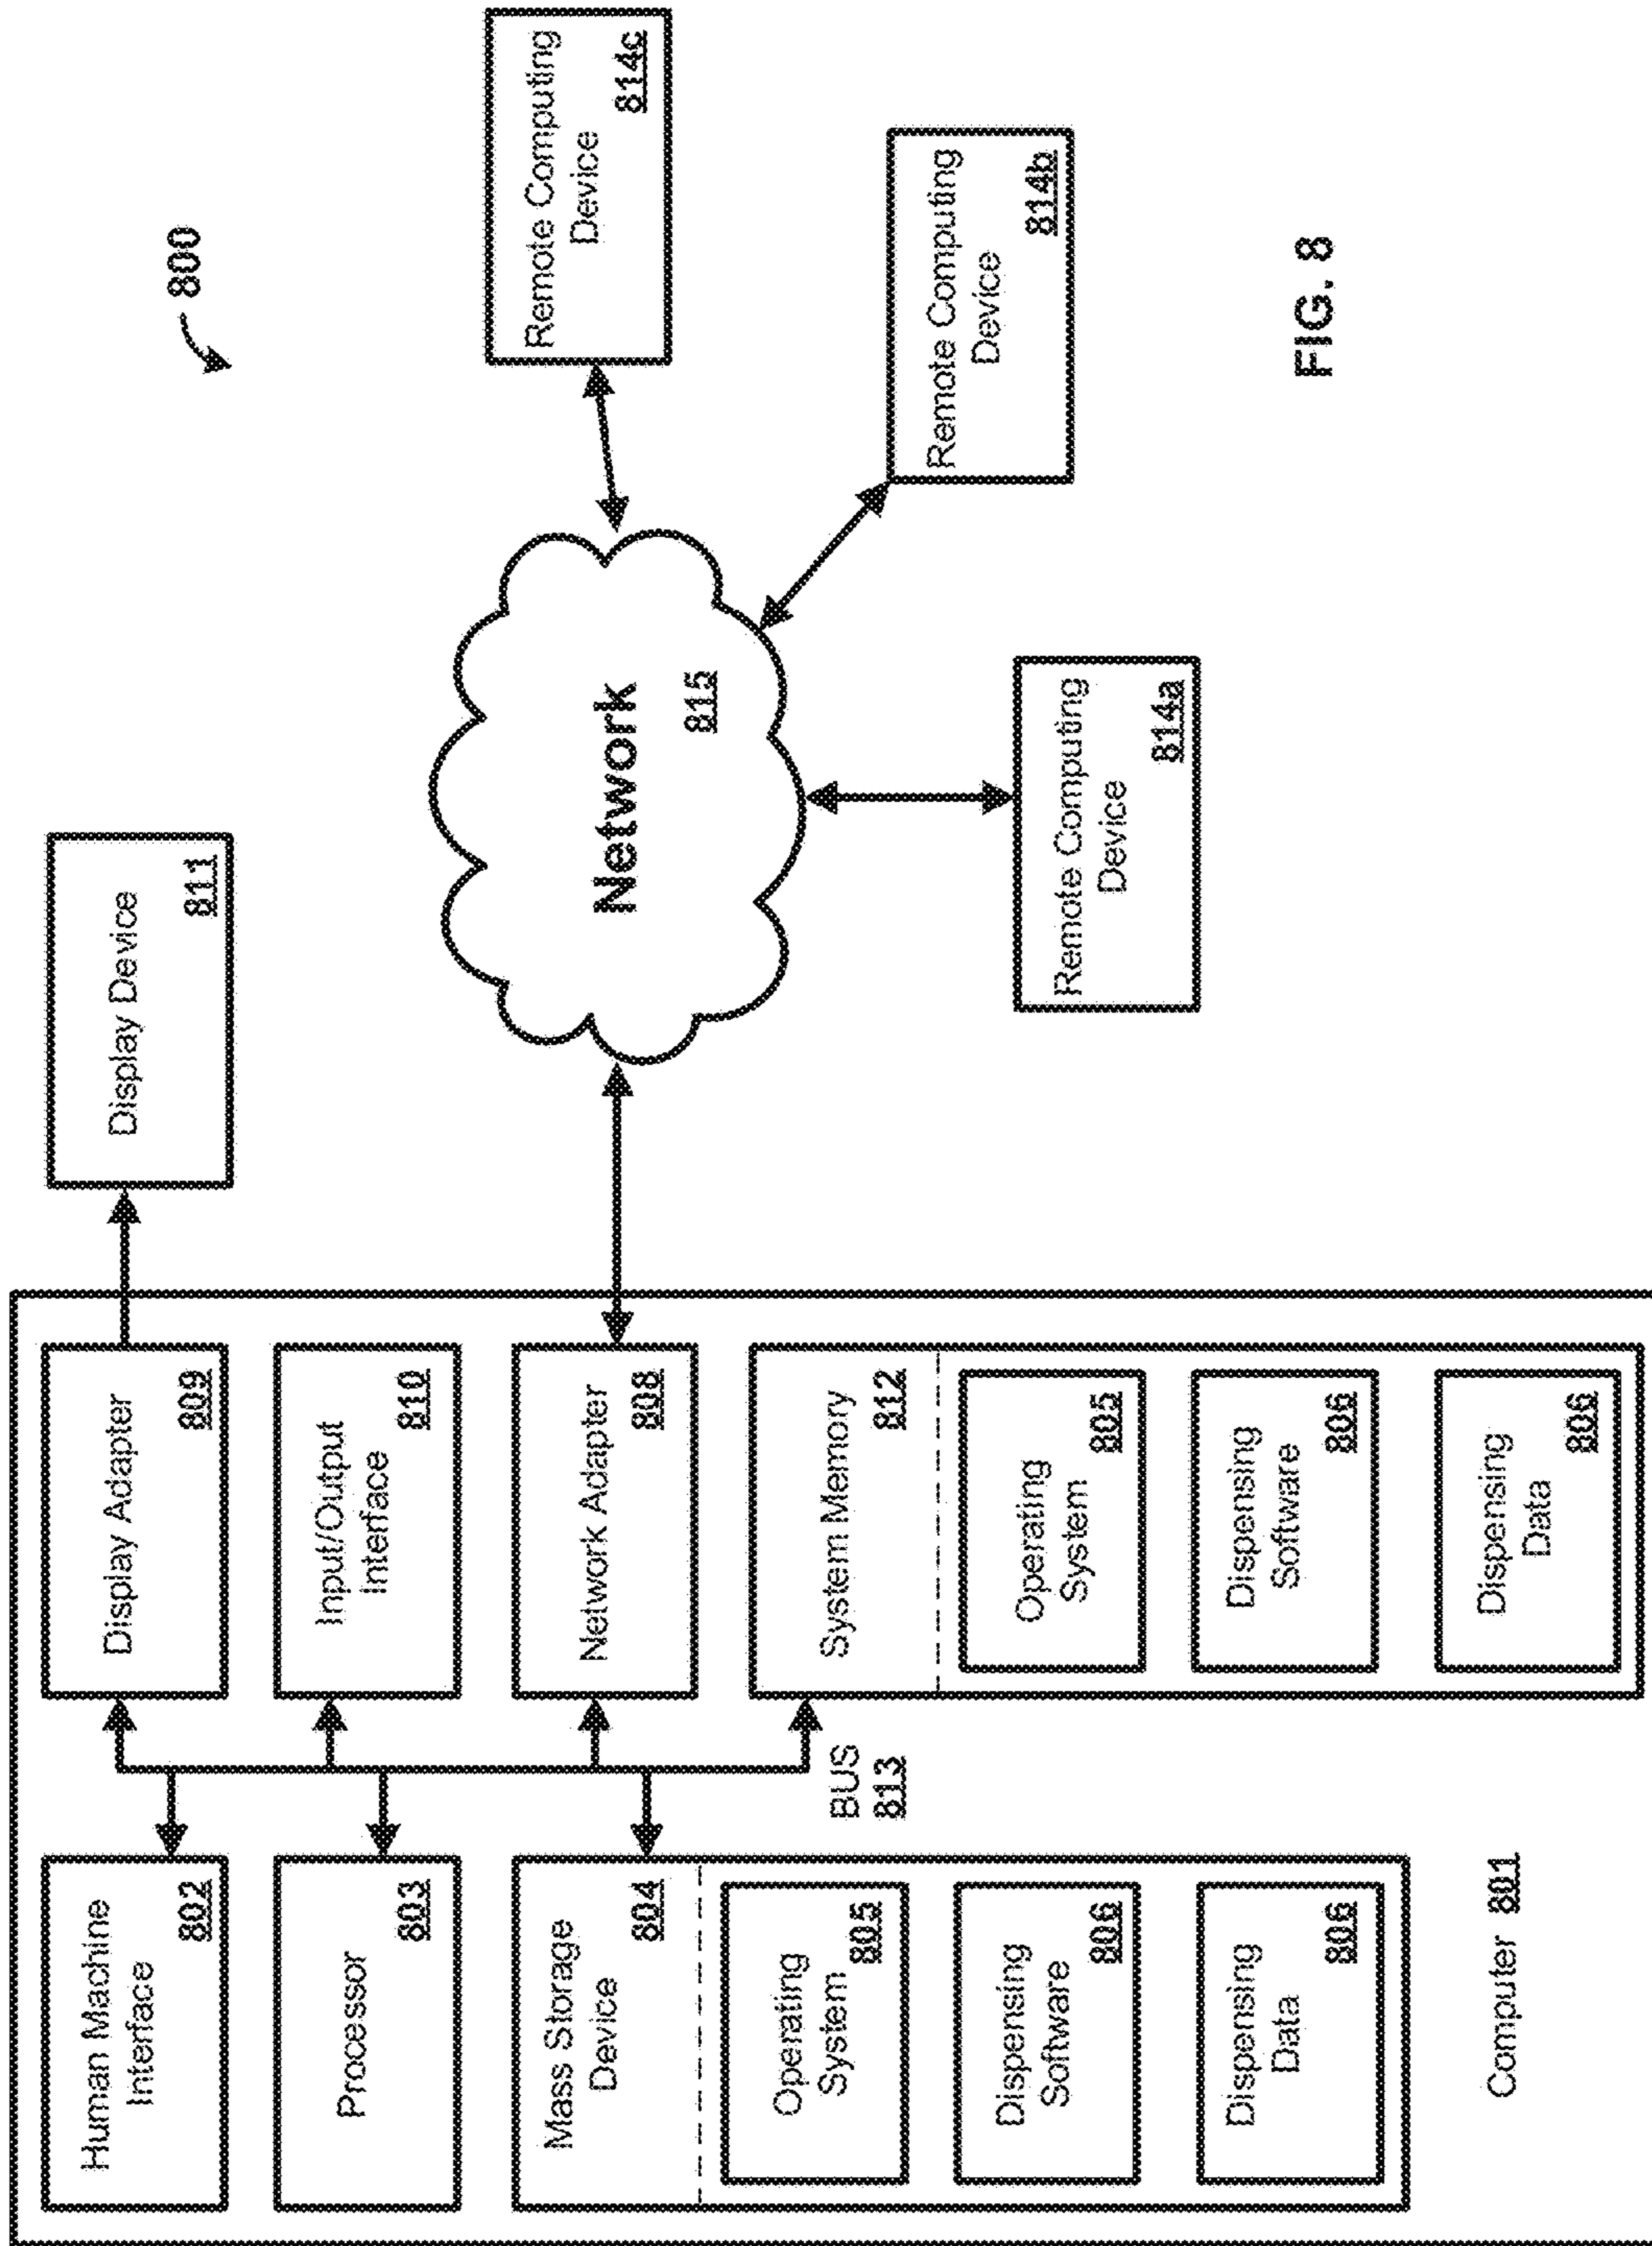 800
Human Machine
Interface
802
Processor
803
Mass Storage
Device
804
Operating
System
805
Dispensing
Software
806
Dispensing
Data
806
Computer 801
BUS
813
Display Adapter
809
Input/Output
Interface
810
Network Adapter
808
System Memory
812
Operating
System
805
Dispensing
Software
806
Dispensing
Data
806
Display Device
811
Network
815
Remote Computing
Device
814a
Remote Computing
Device
814b
Remote Computing
Device
814c
FIG. 8